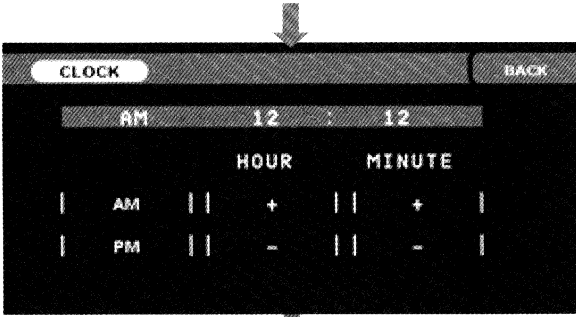 CLOCK BACK
AM 12 : 12
HOUR MINUTE
AM + +
PM - -